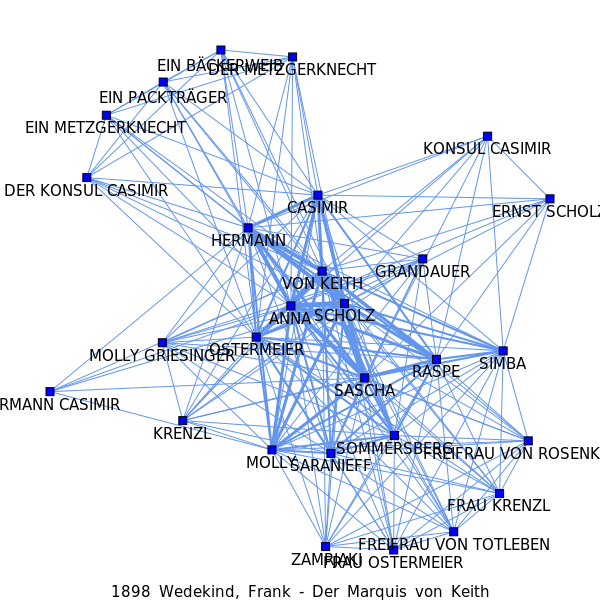 EIN BÄCKERWEIB
DER METZGERKNECHT
EIN PACKTRÄGER
EIN METZGERKNECHT
KONSUL CASIMIR
DER KONSUL CASIMIR
CASIMIR
ERNST SCHOLZ
HERMANN
GRANDAUER
VON KEITH
ANNA
SCHOLZ
OSTERMEIER
MOLLY GRIESINGER
SIMBA
RASPE
SASCHA
RMANN CASIMIR
KRENZL
SOMMERSBERG
FREIFRAU VON ROSENK
MOLLY
SARANIEFF
FRAU KRENZL
FREIFRAU VON TOTLEBEN
ZAMRJAKI
FRAU OSTERMEIER
1898 Wedekind, Frank - Der Marquis von Keith